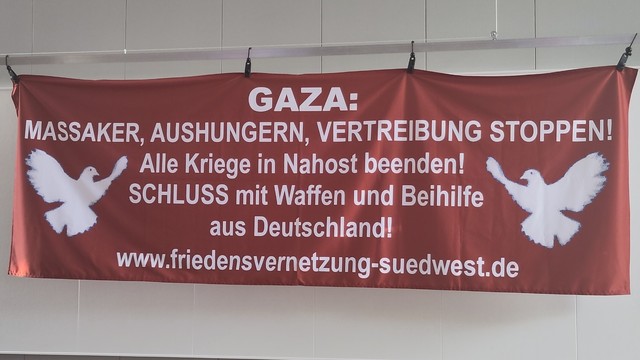 GAZA:
MASSAKER, AUSHUNGERN, VERTREIBUNG STOPPEN!
Alle Kriege in Nahost beenden!
SCHLUSS mit Waffen und Beihilfe
aus Deutschland!
www.friedensvernetzung-suedwest.de